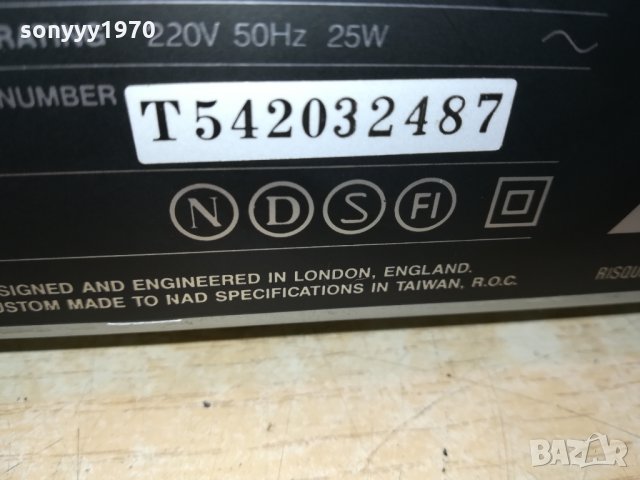 sonyyy1970
RATING 220V 50Hz 25W
NUMBER T542032487
N D S FI
SIGNED AND ENGINEERED IN LONDON, ENGLAND.
USTOM MADE TO NAD SPECIFICATIONS IN TAIWAN, R.O.C.
RISQU
BAZAR